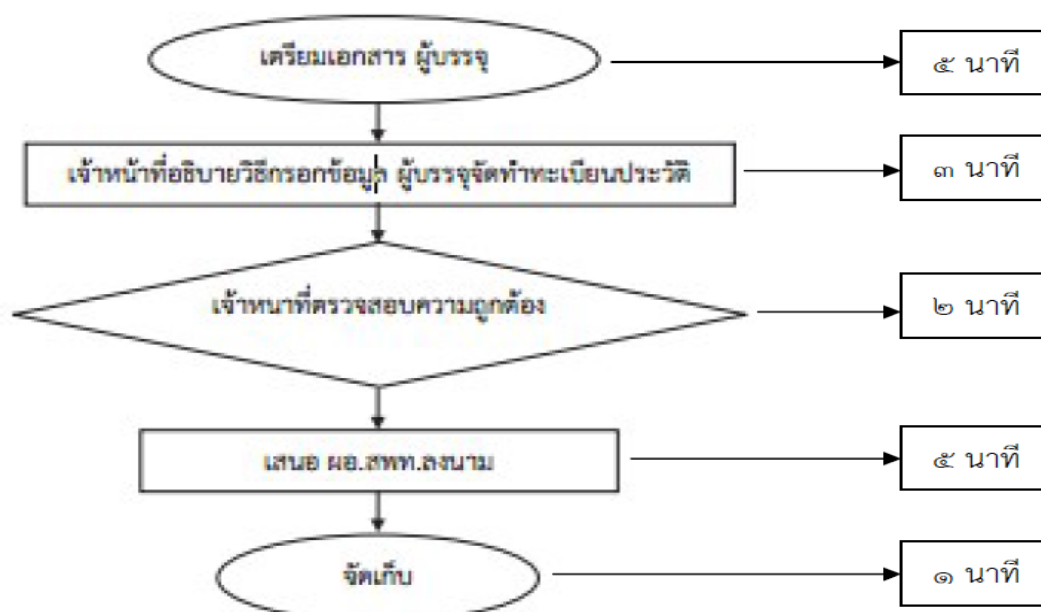 เตรียมเอกสาร ผู้บรรจุ
๕ นาที
เจ้าหน้าที่อธิบายวิธีกรอกข้อมูล ผู้บรรจุจัดทำทะเบียนประวัติ
๓ นาที
เจ้าหนาที่ตรวจสอบความถูกต้อง
๒ นาที
เสนอ ผอ.สพท.ลงนาม
๕ นาที
จัดเก็บ
๑ นาที